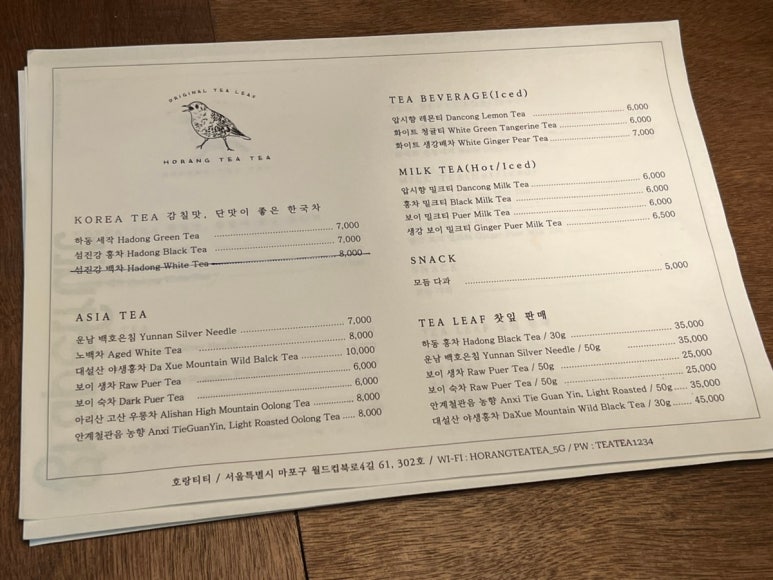 ORIGINAL TEA LEAF
HORANG TEA TEA
KOREA TEA 감칠맛, 단맛이 좋은 한국차
하동 세작 Hadong Green Tea 7,000
섬진강 홍차 Hadong Black Tea 7,000
섬진강 백차 Hadong White Tea 8,000
ASIA TEA
운남 백호은침 Yunnan Silver Needle 7,000
노백차 Aged White Tea 8,000
대설산 야생홍차 Da Xue Mountain Wild Balck Tea 10,000
보이 생차 Raw Puer Tea 6,000
보이 숙차 Dark Puer Tea 6,000
아리산 고산 우롱차 Alishan High Mountain Oolong Tea 8,000
안계철관음 농향 Anxi TieGuanYin, Light Roasted Oolong Tea 8,000
TEA BEVERAGE(Iced)
압시향 레몬티 Dancong Lemon Tea 6,000
화이트 청귤티 White Green Tangerine Tea 6,000
화이트 생강배차 White Ginger Pear Tea 7,000
MILK TEA(Hot/Iced)
압시향 밀크티 Dancong Milk Tea 6,000
홍차 밀크티 Black Milk Tea 6,000
보이 밀크티 Puer Milk Tea 6,000
생강 보이 밀크티 Ginger Puer Milk Tea 6,500
SNACK
모듬 다과 5,000
TEA LEAF 찻잎 판매
하동 홍차 Hadong Black Tea / 30g 35,000
운남 백호은침 Yunnan Silver Needle / 50g 35,000
보이 생차 Raw Puer Tea / 50g 25,000
보이 숙차 Raw Puer Tea / 50g 25,000
안계철관음 농향 Anxi Tie Guan Yin, Light Roasted / 50g 35,000
대설산 야생홍차 DaXue Mountain Wild Black Tea / 30g 45,000
호랑티티 / 서울특별시 마포구 월드컵북로4길 61, 302호 / WI-FI : HORANGTEATEA_5G / PW : TEATEA1234